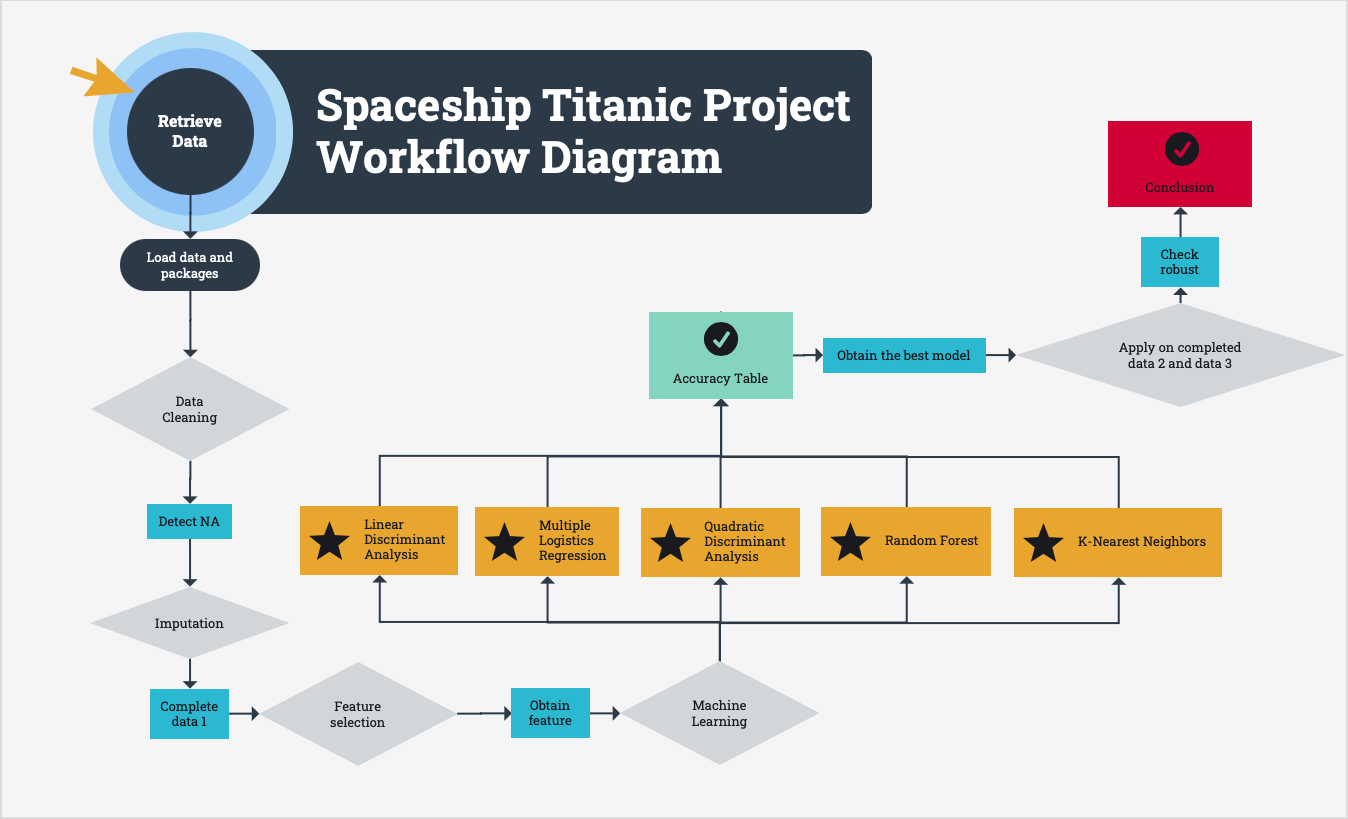 Spaceship Titanic Project
Workflow Diagram
Retrieve
Data
Load data and
packages
Data
Cleaning
Detect NA
Imputation
Complete
data 1
Feature
selection
Obtain
feature
Machine
Learning
Linear
Discriminant
Analysis
Multiple
Logistics
Regression
Quadratic
Discriminant
Analysis
Random Forest
K-Nearest Neighbors
Accuracy Table
Obtain the best model
Apply on completed
data 2 and data 3
Check
robust
Conclusion